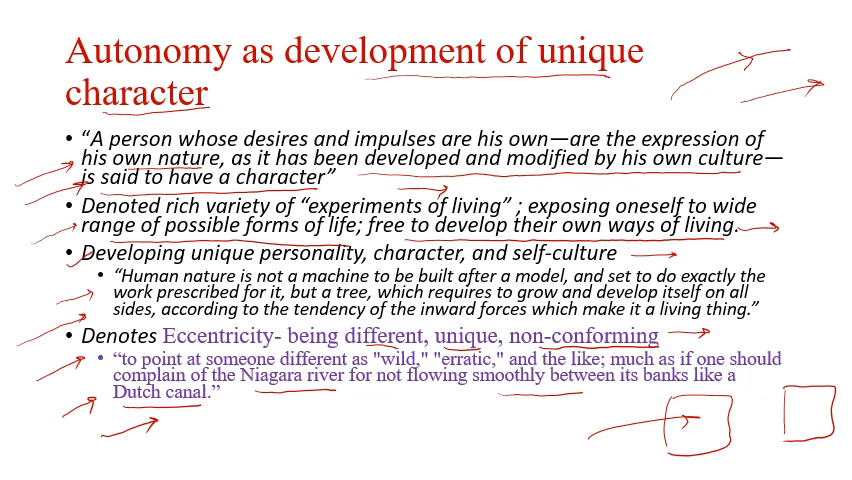 Autonomy as development of unique
character
• “A person whose desires and impulses are his own—are the expression of
his own nature, as it has been developed and modified by his own culture—
is said to have a character”
• Denoted rich variety of “experiments of living” ; exposing oneself to wide
range of possible forms of life; free to develop their own ways of living.
• Developing unique personality, character, and self-culture
• “Human nature is not a machine to be built after a model, and set to do exactly the
work prescribed for it, but a tree, which requires to grow and develop itself on all
sides, according to the tendency of the inward forces which make it a living thing.”
• Denotes Eccentricity- being different, unique, non-conforming
• “to point at someone different as "wild," "erratic," and the like; much as if one should
complain of the Niagara river for not flowing smoothly between its banks like a
Dutch canal.”